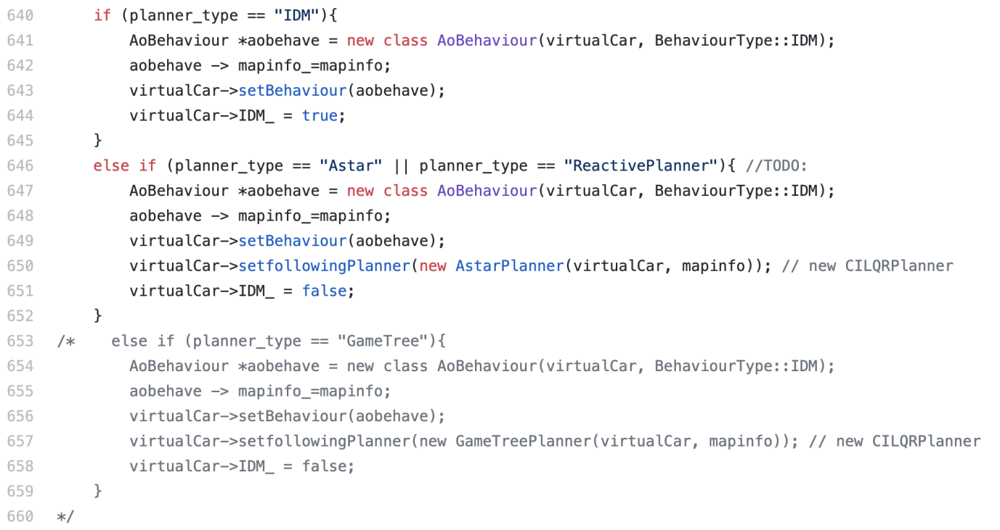 640 if (planner_type == "IDM"){
641 AoBehaviour *aobehave = new class AoBehaviour(virtualCar, BehaviourType::IDM);
642 aobehave -> mapinfo_=mapinfo;
643 virtualCar->setBehaviour(aobehave);
644 virtualCar->IDM_ = true;
645 }
646 else if (planner_type == "Astar" || planner_type == "ReactivePlanner"){ //TODO:
647 AoBehaviour *aobehave = new class AoBehaviour(virtualCar, BehaviourType::IDM);
648 aobehave -> mapinfo_=mapinfo;
649 virtualCar->setBehaviour(aobehave);
650 virtualCar->setfollowingPlanner(new AstarPlanner(virtualCar, mapinfo)); // new CILQRPlanner
651 virtualCar->IDM_ = false;
652 }
653 /* else if (planner_type == "GameTree"){
654 AoBehaviour *aobehave = new class AoBehaviour(virtualCar, BehaviourType::IDM);
655 aobehave -> mapinfo_=mapinfo;
656 virtualCar->setBehaviour(aobehave);
657 virtualCar->setfollowingPlanner(new GameTreePlanner(virtualCar, mapinfo)); // new CILQRPlanner
658 virtualCar->IDM_ = false;
659 }
660 */